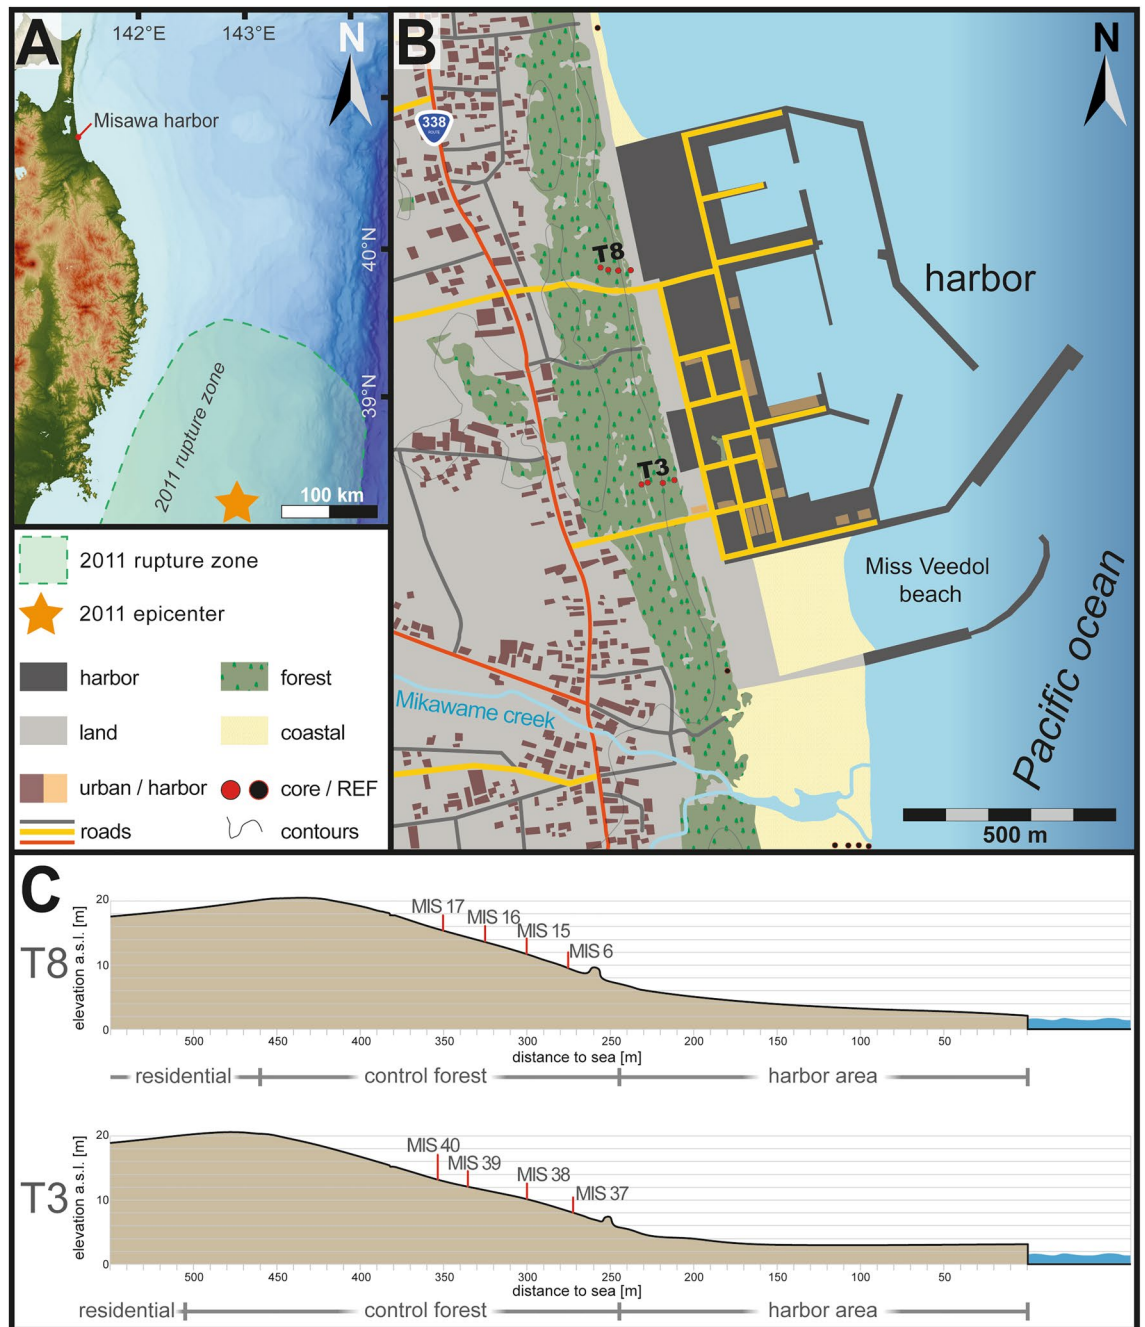 A
142°E
143°E
N
Misawa harbor
40°N
39°N
2011 rupture zone
100 km
2011 rupture zone
2011 epicenter
harbor
forest
land
coastal
urban / harbor
core / REF
roads
contours
B
338
ROUTE
N
T8
harbor
T3
Miss Veedol
beach
Pacific ocean
Mikawame creek
500 m
C
T8
elevation a.s.l. [m]
20
10
0
MIS 17
MIS 16
MIS 15
MIS 6
500
450
400
350
300
250
200
150
100
50
distance to sea [m]
residential
control forest
harbor area
T3
elevation a.s.l. [m]
20
10
0
MIS 40
MIS 39
MIS 38
MIS 37
500
450
400
350
300
250
200
150
100
50
distance to sea [m]
residential
control forest
harbor area